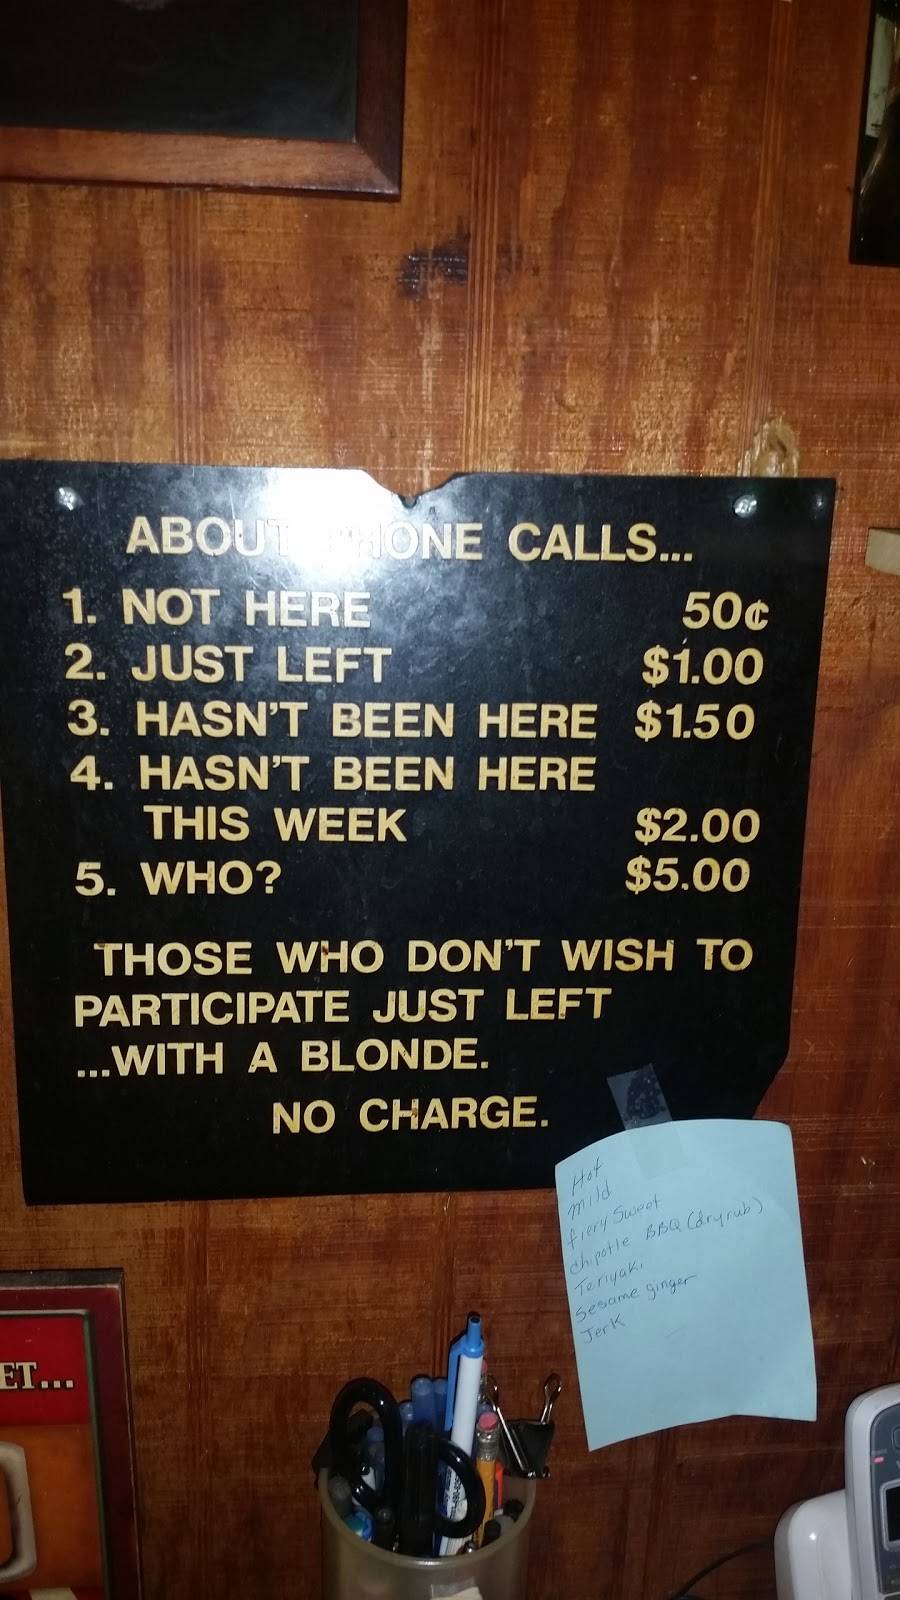 ABOUT PHONE CALLS...
1. NOT HERE 50¢
2. JUST LEFT $1.00
3. HASN'T BEEN HERE $1.50
4. HASN'T BEEN HERE
THIS WEEK $2.00
5. WHO? $5.00
THOSE WHO DON'T WISH TO
PARTICIPATE JUST LEFT
...WITH A BLONDE.
NO CHARGE.
Hot
mild
fiery Sweet
chipotle BBQ (dry rub)
Teriyaki
Sesame ginger
Jerk
ET...